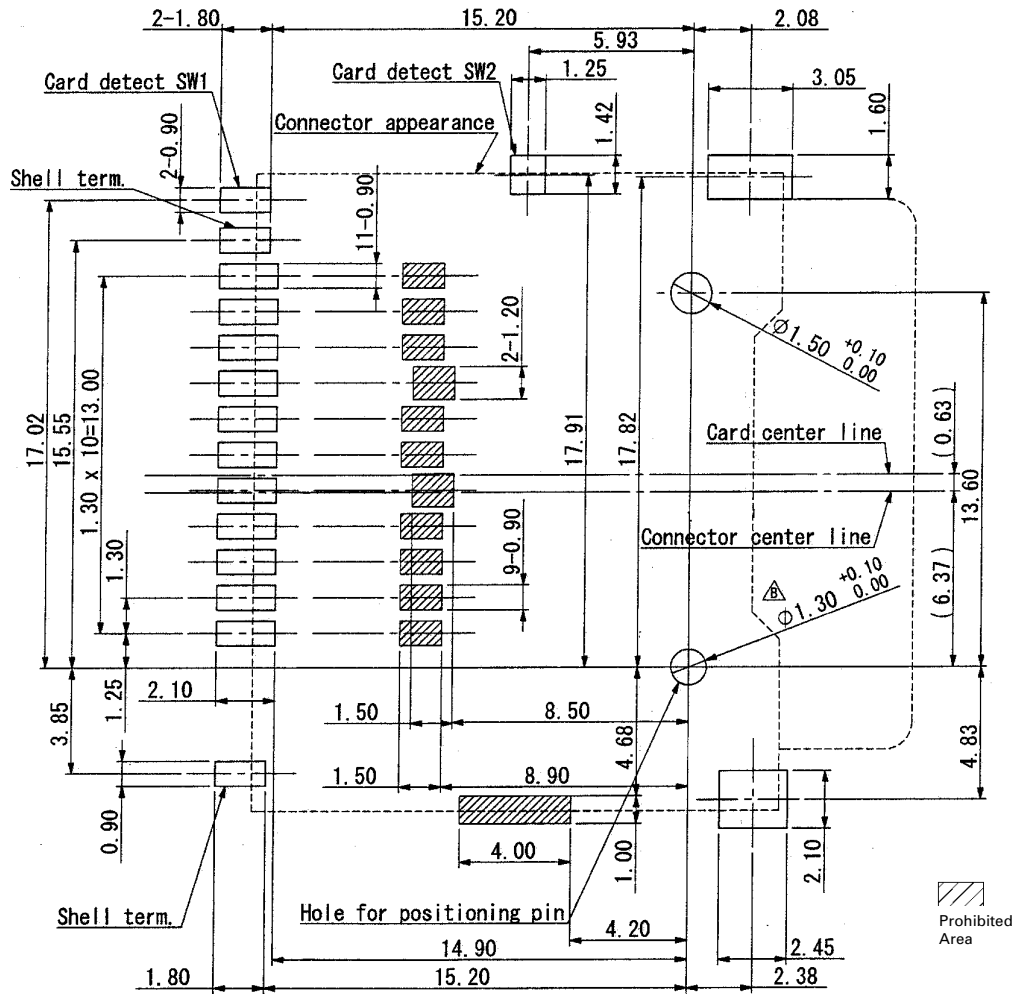 2-1.80
15.20
2.08
5.93
Card detect SW1
Card detect SW2
1.25
3.05
2-0.90
Connector appearance
1.42
1.60
Shell term.
11-0.90
2-1.20
Ø1.50 +0.10 0.00
17.02
15.55
1.30 x 10=13.00
17.91
17.82
Card center line
(0.63)
13.60
Connector center line
1.30
9-0.90
B
Ø1.30 +0.10 0.00
(6.37)
1.25
3.85
2.10
1.50
8.50
4.68
4.83
1.50
8.90
0.90
4.00
1.00
2.10
Shell term.
Hole for positioning pin
4.20
Prohibited
Area
14.90
2.45
1.80
15.20
2.38